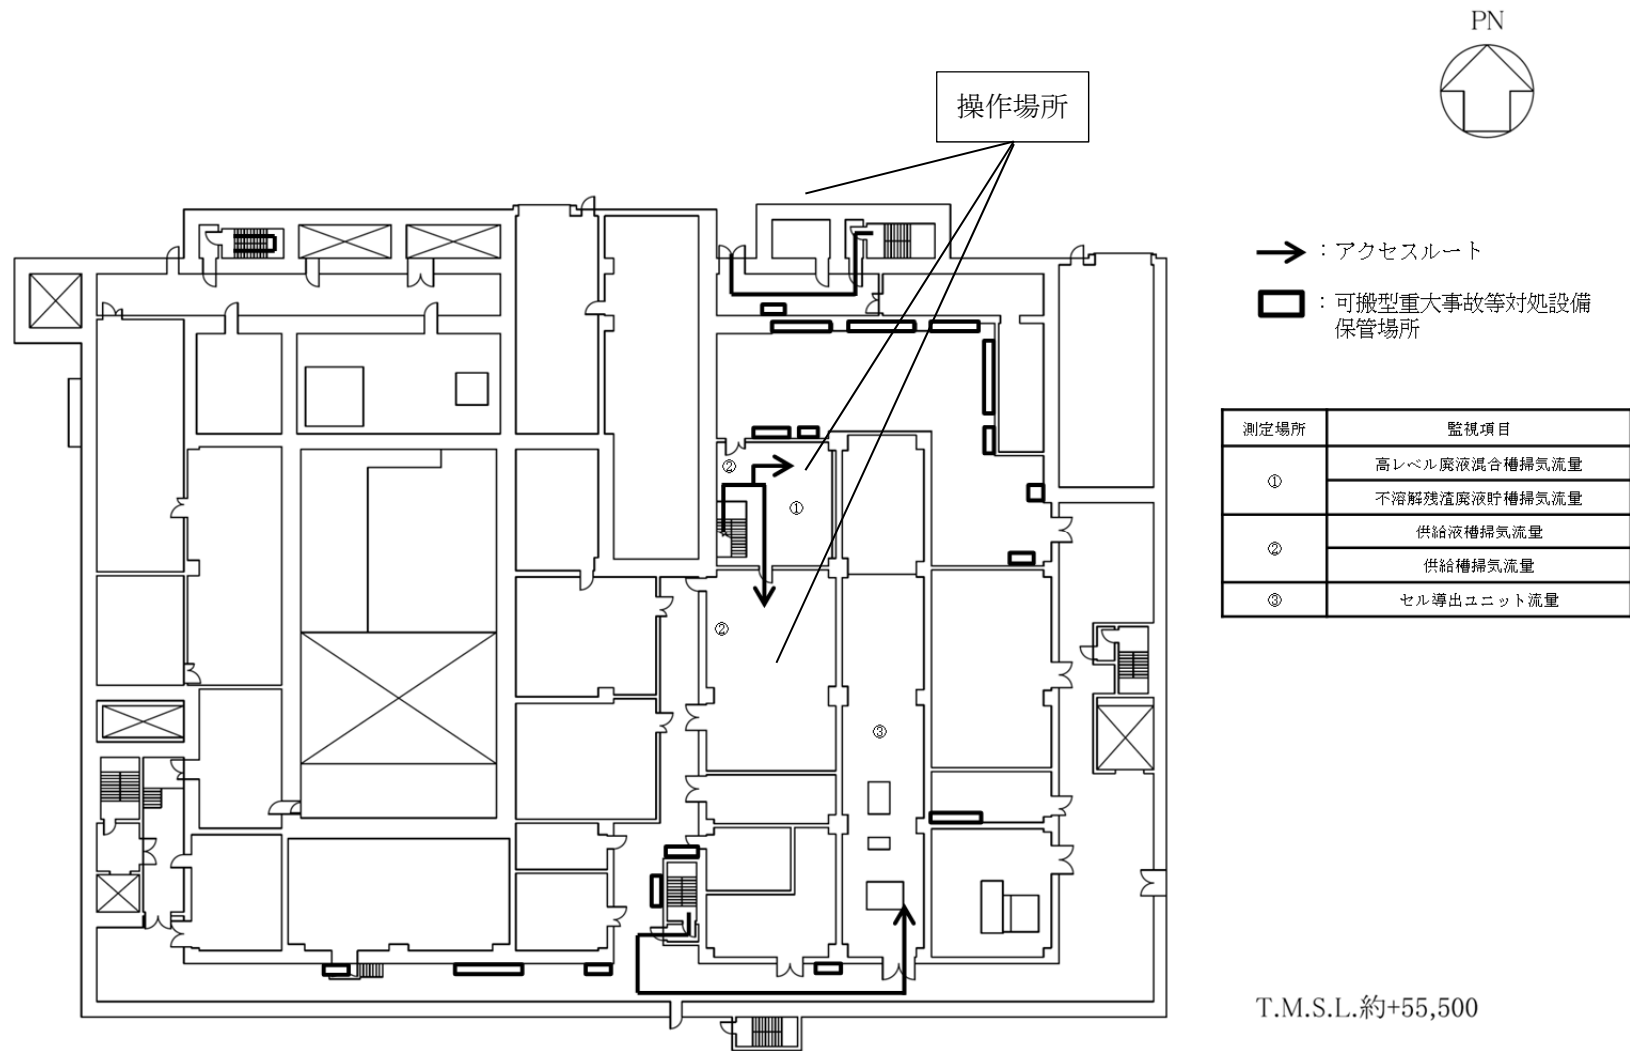 PN
操作場所
：アクセスルート
：可搬型重大事故等対処設備
保管場所
測定場所 監視項目
① 高レベル廃液混合槽掃気流量
不溶解残渣廃液貯槽掃気流量
② 供給液槽掃気流量
供給槽掃気流量
③ セル導出ユニット流量
②
①
②
③
T.M.S.L.約+55,500